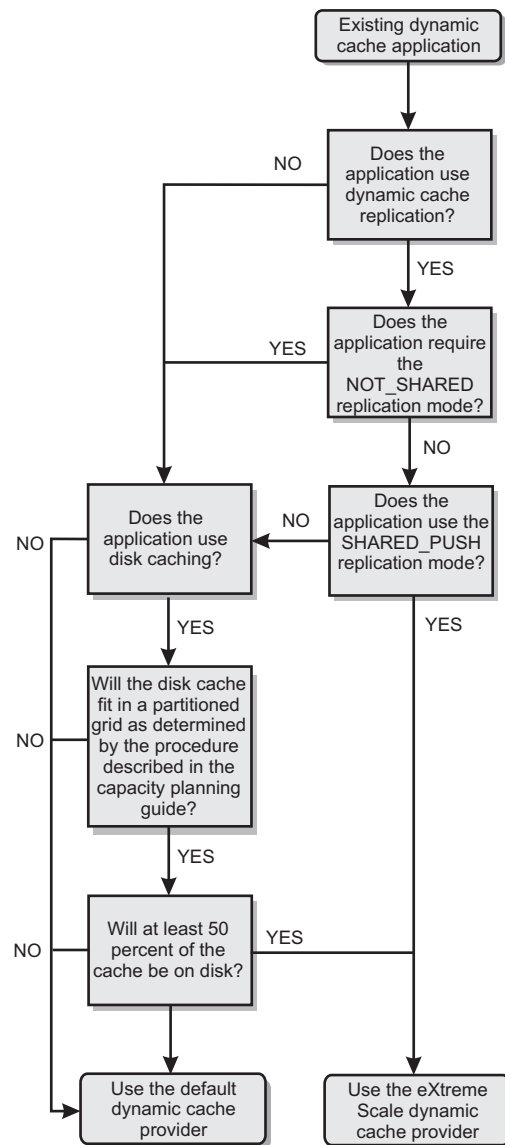 Existing dynamic
cache application
NO
Does the
application use
dynamic cache
replication?
YES
YES
Does the
application require
the
NOT_SHARED
replication mode?
NO
NO
Does the
application use
disk caching?
NO
Does the
application use the
SHARED_PUSH
replication mode?
YES
YES
NO
Will the disk cache
fit in a partitioned
grid as determined
by the procedure
described in the
capacity planning
guide?
YES
NO
Will at least 50
percent of the
cache be on disk?
YES
Use the default
dynamic cache
provider
Use the eXtreme
Scale dynamic
cache provider